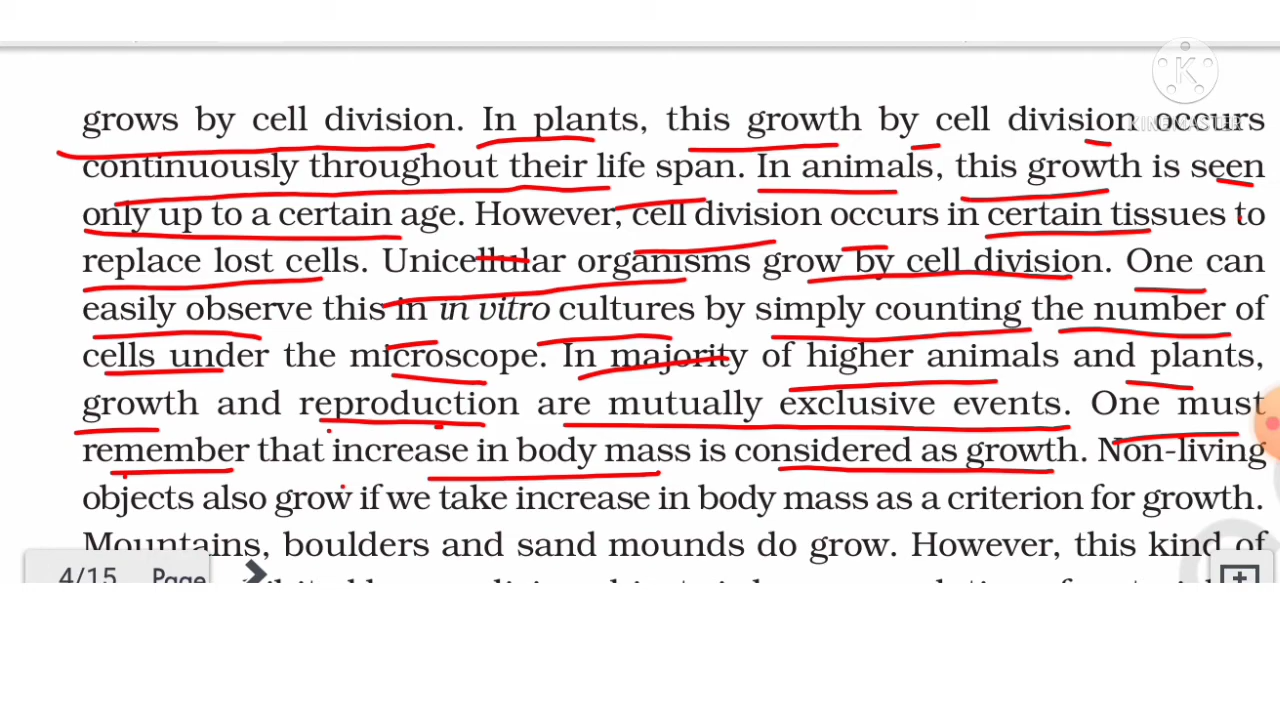 KINEMASTER
grows by cell division. In plants, this growth by cell division occurs
continuously throughout their life span. In animals, this growth is seen
only up to a certain age. However, cell division occurs in certain tissues to
replace lost cells. Unicellular organisms grow by cell division. One can
easily observe this in in vitro cultures by simply counting the number of
cells under the microscope. In majority of higher animals and plants,
growth and reproduction are mutually exclusive events. One must
remember that increase in body mass is considered as growth. Non-living
objects also grow if we take increase in body mass as a criterion for growth.
Mountains, boulders and sand mounds do grow. However, this kind of
4/15 Page